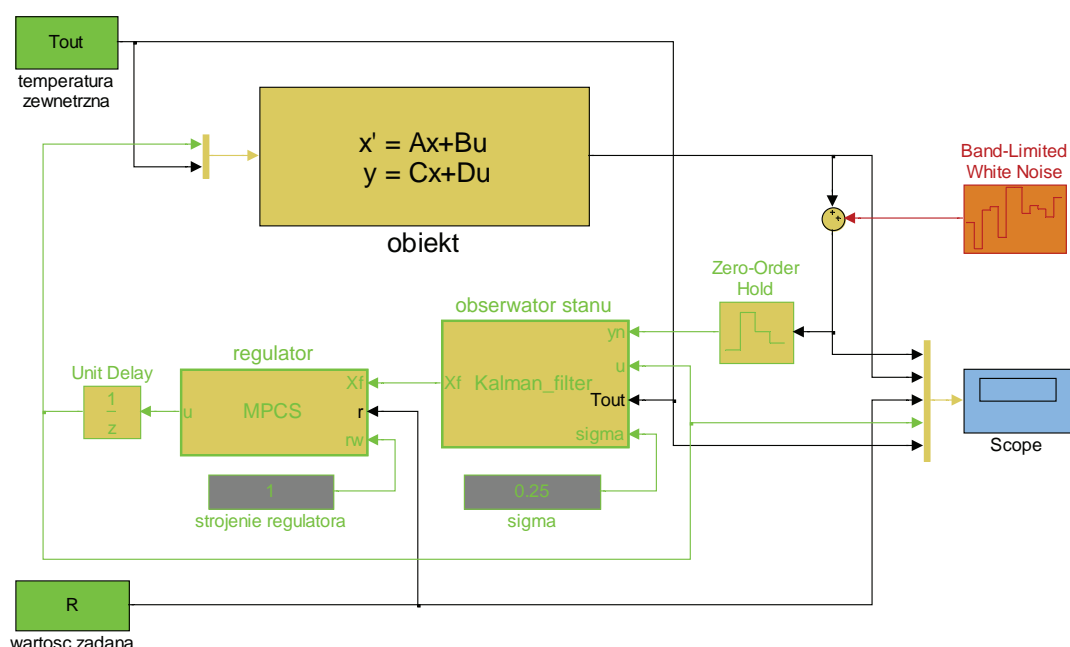 Tout
temperatura
zewnetrzna
x' = Ax+Bu
y = Cx+Du
obiekt
Band-Limited
White Noise
Zero-Order
Hold
obserwator stanu
yn
u
Xf
Kalman_filter
Tout
sigma
regulator
Xf
u
MPCS
r
rw
Unit Delay
1
z
Scope
1
strojenie regulatora
0.25
sigma
R
wartosc zadana